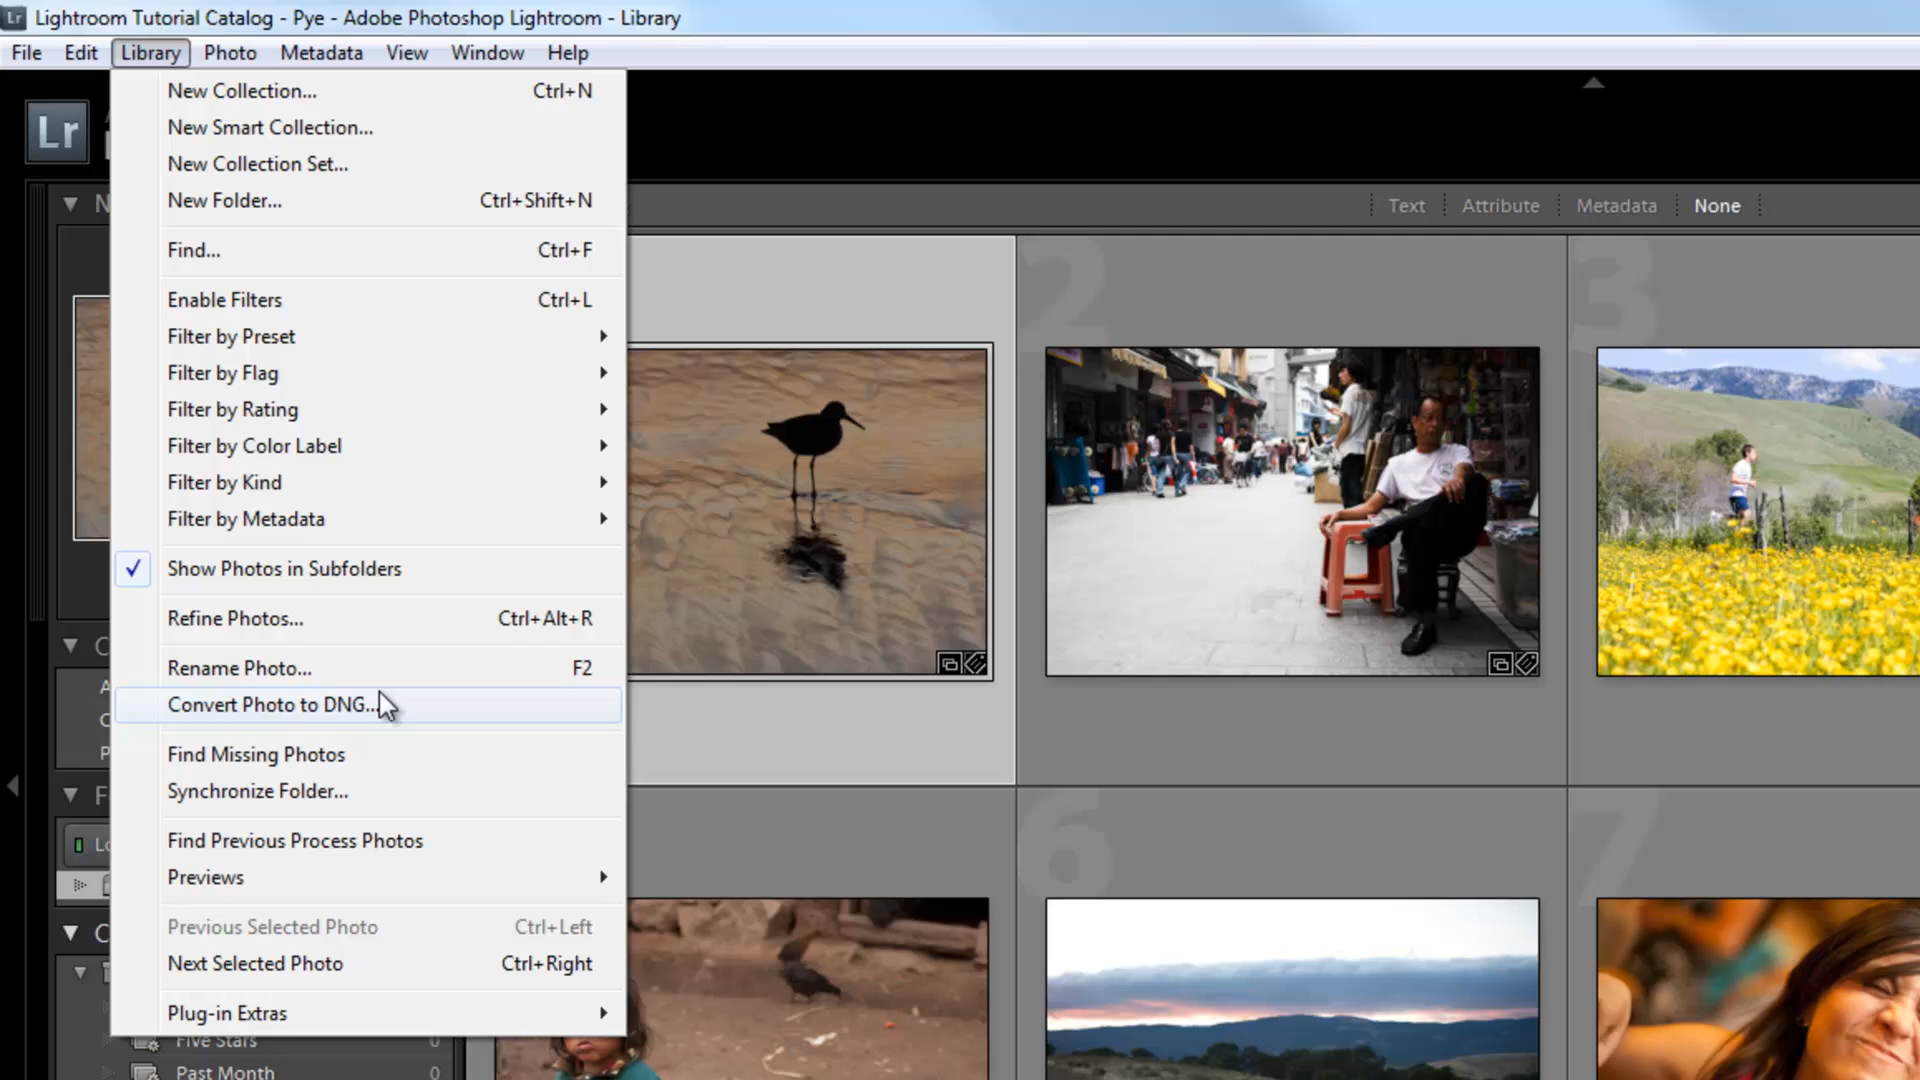 Lr Lightroom Tutorial Catalog - Pye - Adobe Photoshop Lightroom - Library
File Edit Library Photo Metadata View Window Help
New Collection... Ctrl+N
Lr
New Smart Collection...
New Collection Set...
New Folder... Ctrl+Shift+N
Text Attribute Metadata None
Find... Ctrl+F
2 3
Enable Filters Ctrl+L
Filter by Preset
Filter by Flag
Filter by Rating
Filter by Color Label
Filter by Kind
Filter by Metadata
Show Photos in Subfolders
Refine Photos... Ctrl+Alt+R
Rename Photo... F2
Convert Photo to DNG...
Find Missing Photos
Synchronize Folder...
Find Previous Process Photos
6 7
Previews
Previous Selected Photo Ctrl+Left
Next Selected Photo Ctrl+Right
Plug-in Extras
Five Stars 0
Past Month 0